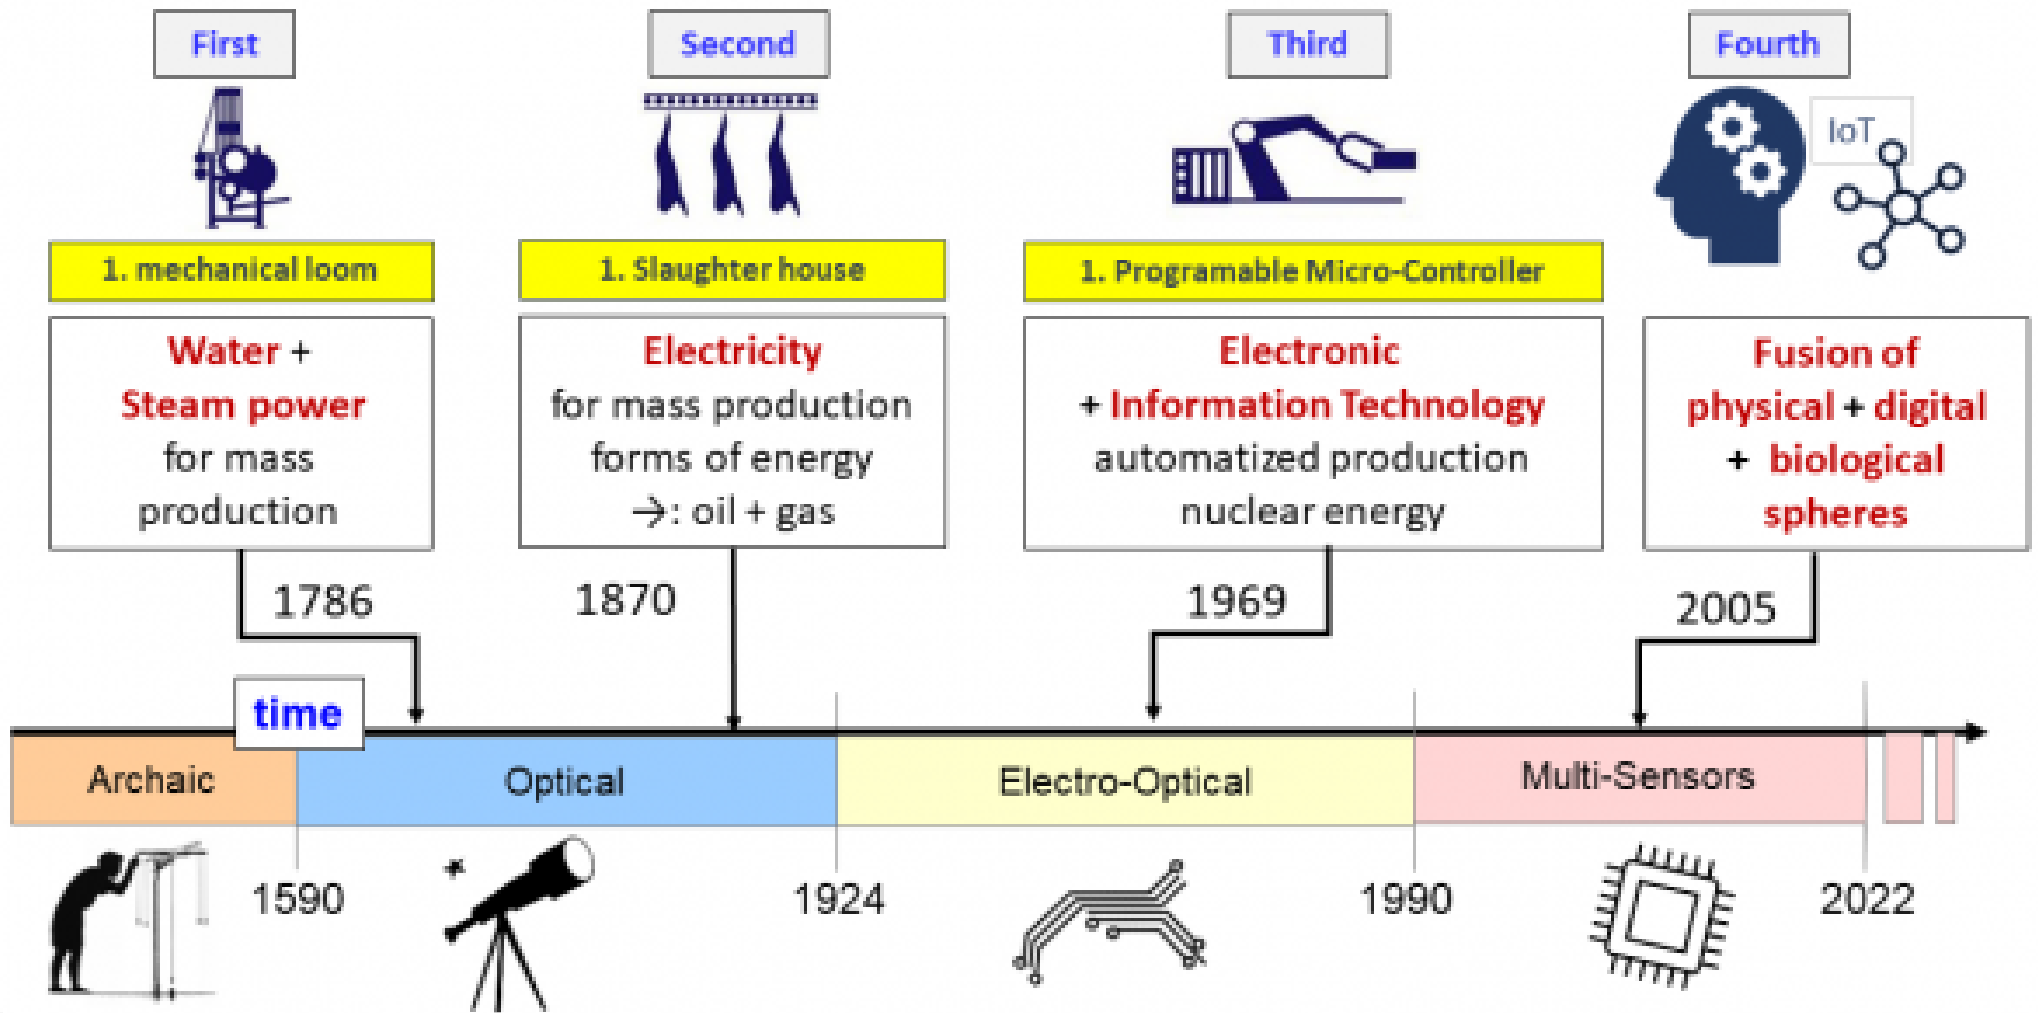 First
Second
Third
Fourth
IoT
1. mechanical loom
1. Slaughter house
1. Programable Micro-Controller
Water +
Steam power
for mass
production
Electricity
for mass production
forms of energy
→: oil + gas
Electronic
+ Information Technology
automatized production
nuclear energy
Fusion of
physical + digital
+ biological
spheres
1786
1870
1969
2005
time
Archaic
Optical
Electro-Optical
Multi-Sensors
1590
1924
1990
2022